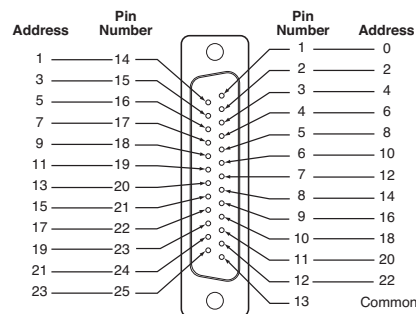 Address Pin Number Pin Number Address
1 14 1 0
3 15 2 2
5 16 3 4
7 17 4 6
9 18 5 8
11 19 6 10
13 20 7 12
15 21 8 14
17 22 9 16
19 23 10 18
21 24 11 20
23 25 12 22
13 Common